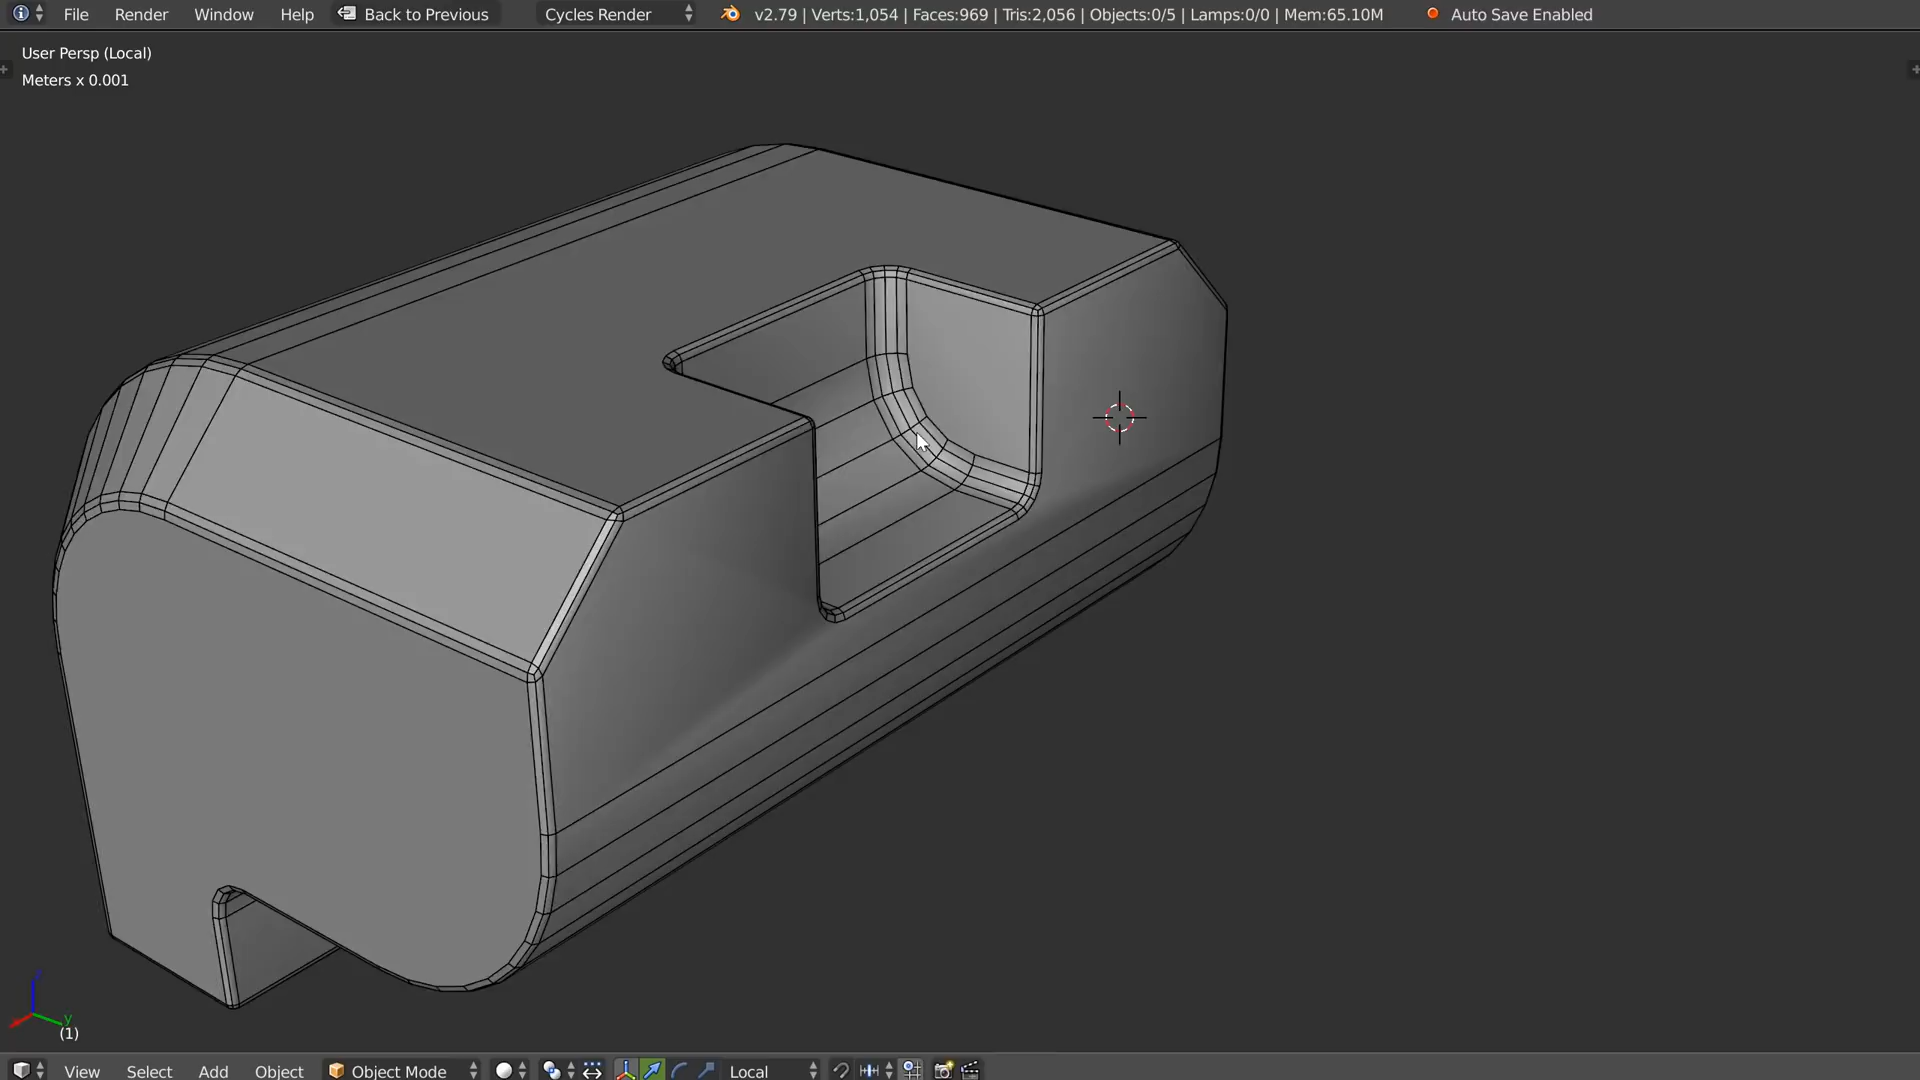 File Render Window Help Back to Previous Cycles Render v2.79 | Verts:1,054 | Faces:969 | Tris:2,056 | Objects:0/5 | Lamps:0/0 | Mem:65.10M Auto Save Enabled
User Persp (Local)
Meters x 0.001
z
y
(1)
View Select Add Object Object Mode Local